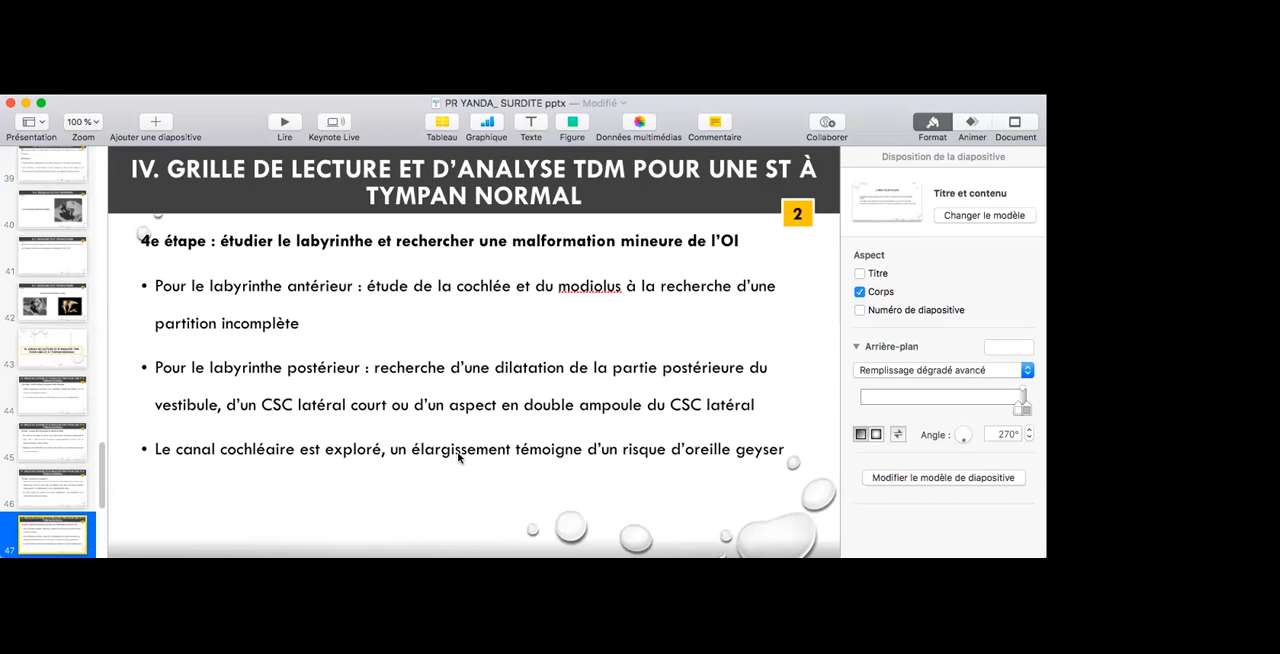 PR YANDA_ SURDITE pptx — Modifié
100 %
Présentation
Zoom
Ajouter une diapositive
Lire
Keynote Live
Tableau
Graphique
Texte
Figure
Données multimédias
Commentaire
Collaborer
Format
Animer
Document
39
40
41
42
43
44
45
46
47
IV. GRILLE DE LECTURE ET D’ANALYSE TDM POUR UNE ST À
TYMPAN NORMAL
2
4e étape : étudier le labyrinthe et rechercher une malformation mineure de l’OI
• Pour le labyrinthe antérieur : étude de la cochlée et du modiolus à la recherche d’une
partition incomplète
• Pour le labyrinthe postérieur : recherche d’une dilatation de la partie postérieure du
vestibule, d’un CSC latéral court ou d’un aspect en double ampoule du CSC latéral
• Le canal cochléaire est exploré, un élargissement témoigne d’un risque d’oreille geyser
Disposition de la diapositive
Titre et contenu
Changer le modèle
Aspect
Titre
Corps
Numéro de diapositive
Arrière-plan
Remplissage dégradé avancé
Angle : 270°
Modifier le modèle de diapositive